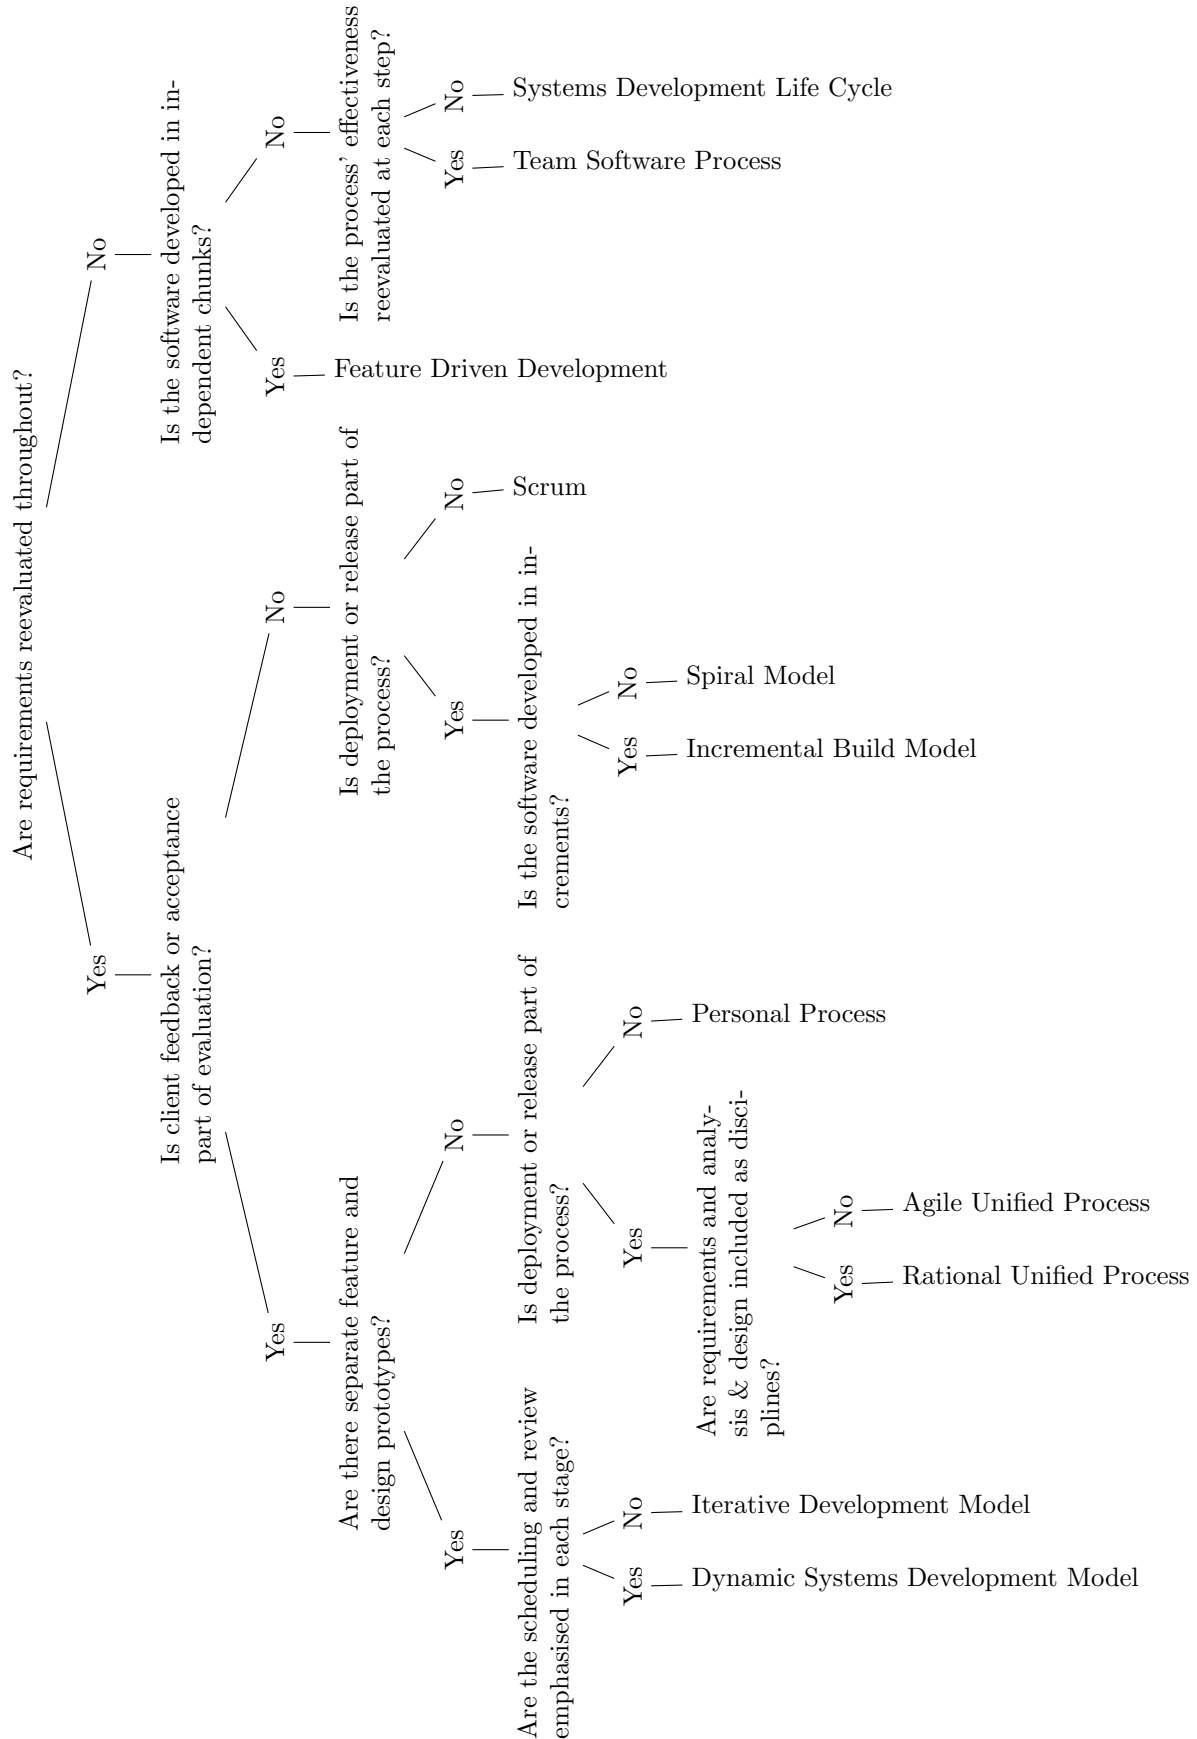 Are requirements reevaluated throughout?
Yes
No
Is client feedback or acceptance
part of evaluation?
Is the software developed in in-
dependent chunks?
Yes
No
Yes
No
Are there separate feature and
design prototypes?
Is deployment or release part of
the process?
Feature Driven Development
Is the process' effectiveness
reevaluated at each step?
Yes
No
Yes
No
Yes
No
Are the scheduling and review
emphasised in each stage?
Is deployment or release part of
the process?
Is the software developed in in-
crements?
Scrum
Team Software Process
Systems Development Life Cycle
Yes
No
Yes
No
Yes
No
Dynamic Systems Development Model
Iterative Development Model
Are requirements and analy-
sis & design included as disci-
plines?
Personal Process
Incremental Build Model
Spiral Model
Yes
No
Rational Unified Process
Agile Unified Process